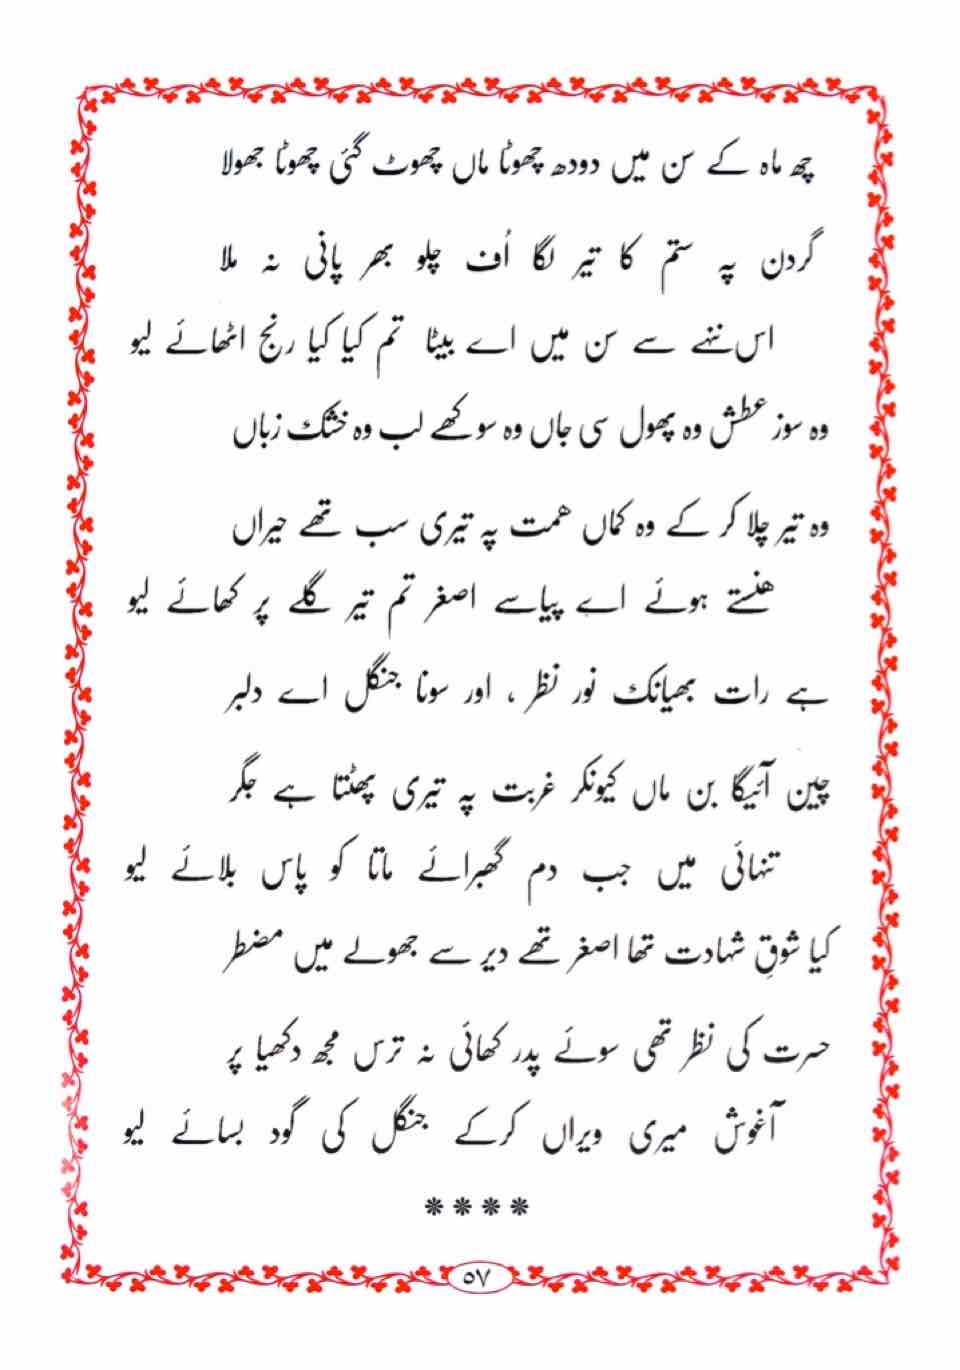 چھ ماہ کے سن میں دودھ چھوٹا ماں چھوٹ گئی چھوٹا جھولا
گردن پہ ستم کا تیر لگا اُف چلو بھر پانی نہ ملا
اس ننھے سے سن میں اے بیٹا تم کیا کیا رنج اٹھائے لیو
وہ سوز عطش وہ پھول سی جاں وہ سوکھے لب وہ خشک زباں
وہ تیر چلا کر کے وہ کماں ھمت پہ تیری سب تھے حیراں
ھنستے ہوئے اے پیاسے اصغر تم تیر گلے پر کھائے لیو
ہے رات بھیانک نور نظر ، اور سونا جنگل اے دلبر
چین آئیگا بن ماں کیونکر غربت پہ تیری پھٹتا ہے جگر
تنہائی میں جب دم گھبرائے ماتا کو پاس بلائے لیو
کیا شوقِ شہادت تھا اصغر تھے دیر سے جھولے میں مضطر
حسرت کی نظر تھی سوئے پدر کھائی نہ ترس مجھ دکھیا پر
آغوش میری ویراں کرکے جنگل کی گود بسائے لیو
****
۵۷